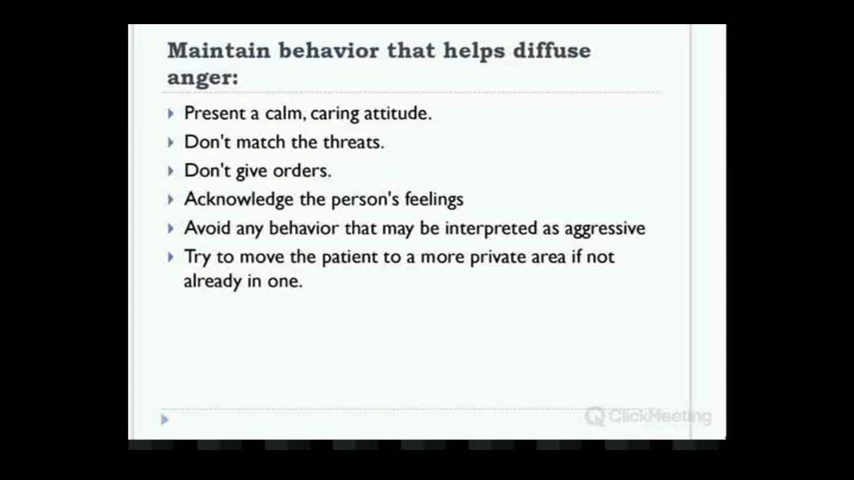 Maintain behavior that helps diffuse
anger:
Present a calm, caring attitude.
Don't match the threats.
Don't give orders.
Acknowledge the person's feelings
Avoid any behavior that may be interpreted as aggressive
Try to move the patient to a more private area if not
already in one.
ClickMeeting